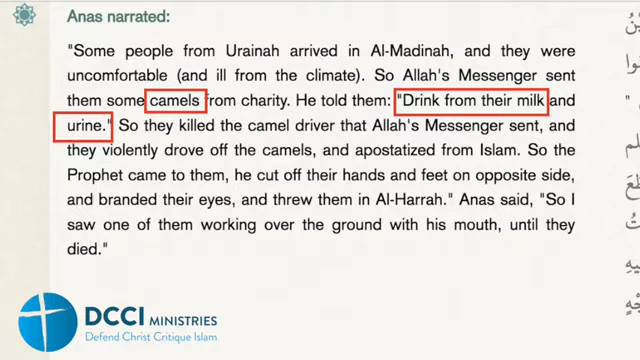 Anas narrated:
"Some people from Urainah arrived in Al-Madinah, and they were
uncomfortable (and ill from the climate). So Allah's Messenger sent
them some camels from charity. He told them: "Drink from their milk and
urine." So they killed the camel driver that Allah's Messenger sent, and
they violently drove off the camels, and apostatized from Islam. So the
Prophet came to them, he cut off their hands and feet on opposite side,
and branded their eyes, and threw them in Al-Harrah." Anas said, "So I
saw one of them working over the ground with his mouth, until they
died."
DCCI MINISTRIES
Defend Christ Critique Islam